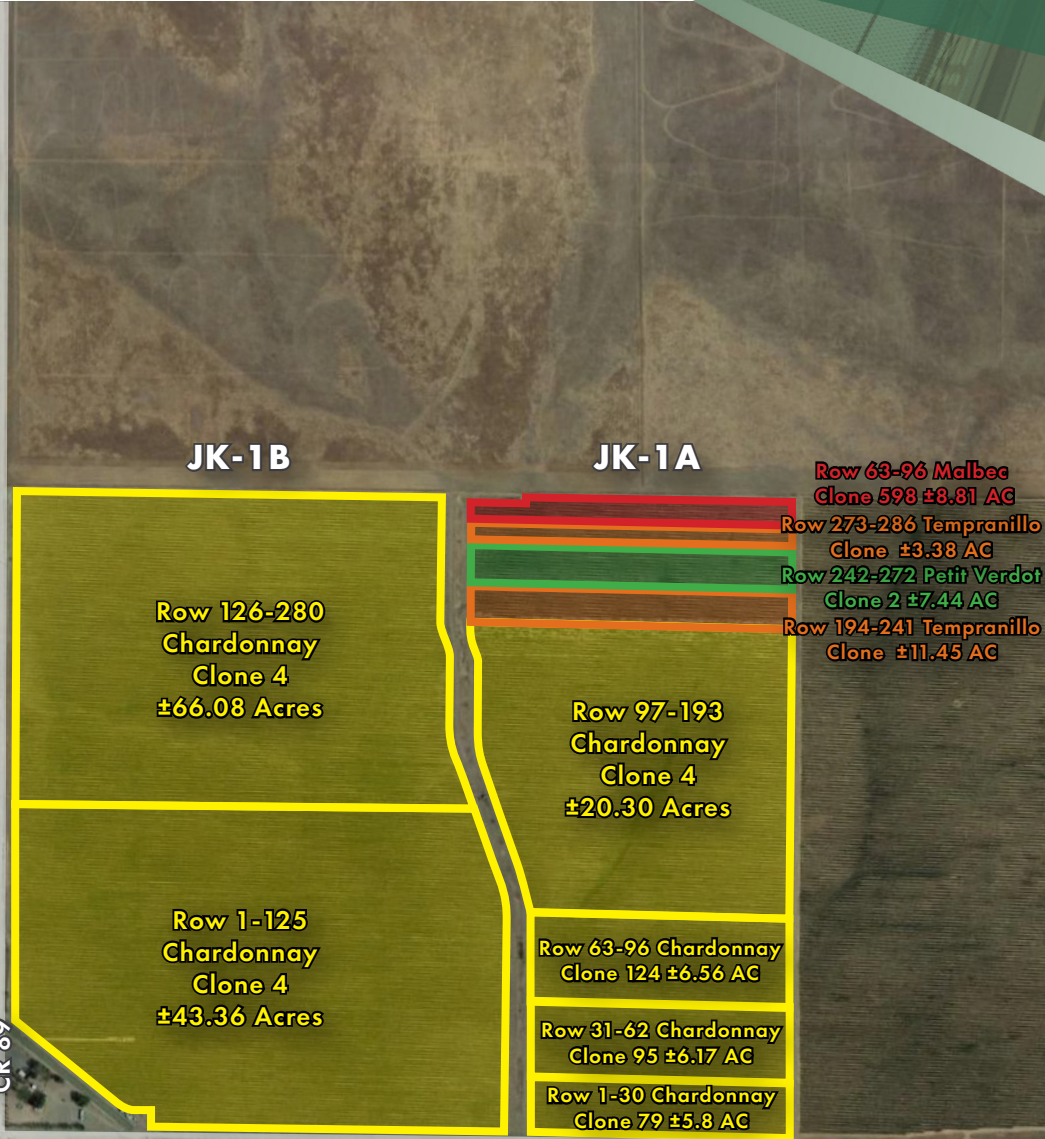 JK-1B
JK-1A
Row 63-96 Malbec
Clone 598 ±8.81 AC
Row 273-286 Tempranillo
Clone ±3.38 AC
Row 242-272 Petit Verdot
Clone 2 ±7.44 AC
Row 194-241 Tempranillo
Clone ±11.45 AC
Row 126-280
Chardonnay
Clone 4
±66.08 Acres
Row 97-193
Chardonnay
Clone 4
±20.30 Acres
Row 1-125
Chardonnay
Clone 4
±43.36 Acres
Row 63-96 Chardonnay
Clone 124 ±6.56 AC
Row 31-62 Chardonnay
Clone 95 ±6.17 AC
Row 1-30 Chardonnay
Clone 79 ±5.8 AC
CR 89